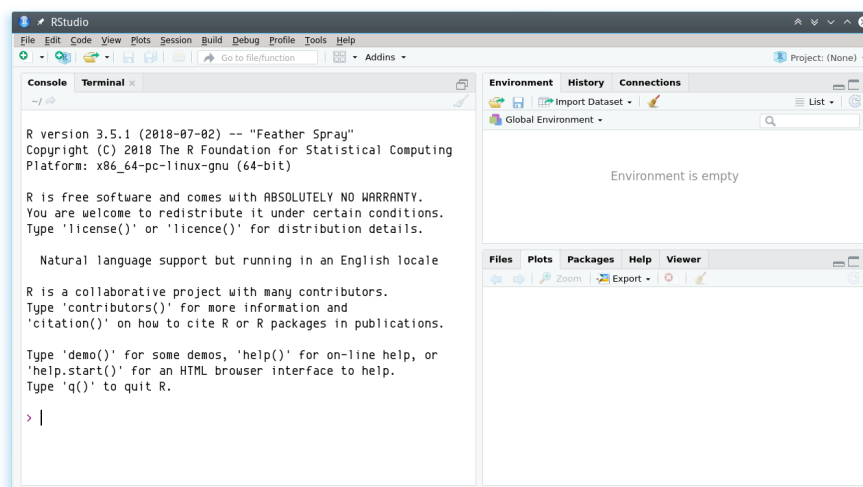 RStudio
File Edit Code View Plots Session Build Debug Profile Tools Help
Go to file/function Addins Project: (None)
Console Terminal
~/
R version 3.5.1 (2018-07-02) -- "Feather Spray"
Copyright (C) 2018 The R Foundation for Statistical Computing
Platform: x86_64-pc-linux-gnu (64-bit)
R is free software and comes with ABSOLUTELY NO WARRANTY.
You are welcome to redistribute it under certain conditions.
Type 'license()' or 'licence()' for distribution details.
Natural language support but running in an English locale
R is a collaborative project with many contributors.
Type 'contributors()' for more information and
'citation()' on how to cite R or R packages in publications.
Type 'demo()' for some demos, 'help()' for on-line help, or
'help.start()' for an HTML browser interface to help.
Type 'q()' to quit R.
>
Environment History Connections
Import Dataset List
Global Environment
Environment is empty
Files Plots Packages Help Viewer
Zoom Export